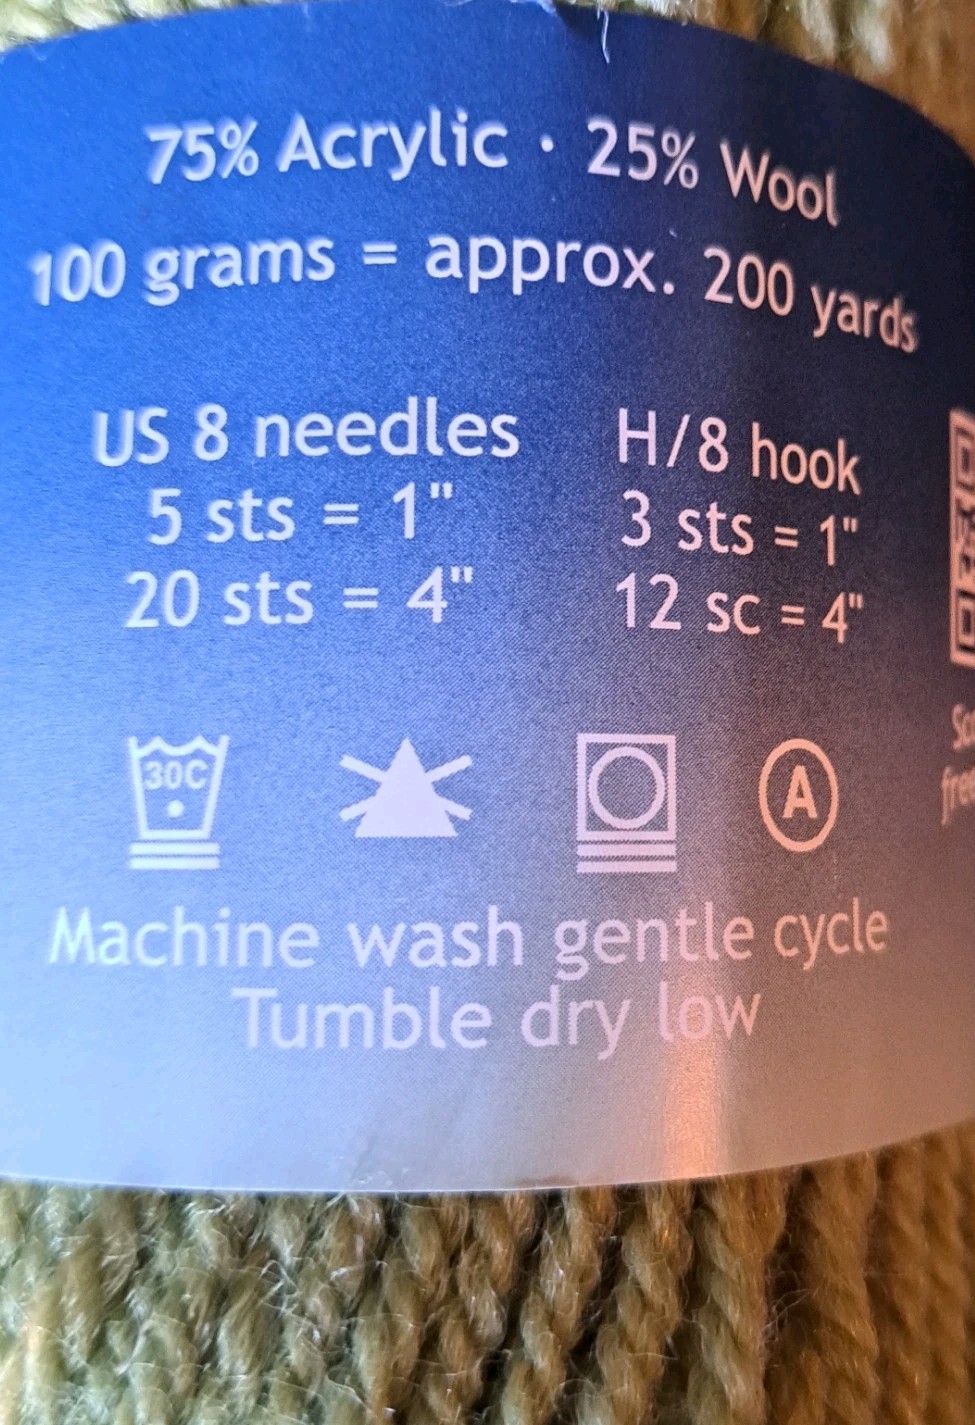 75% Acrylic · 25% Wool
100 grams = approx. 200 yards
US 8 needles
5 sts = 1"
20 sts = 4"
H/8 hook
3 sts = 1"
12 sc = 4"
30C
A
Machine wash gentle cycle
Tumble dry low